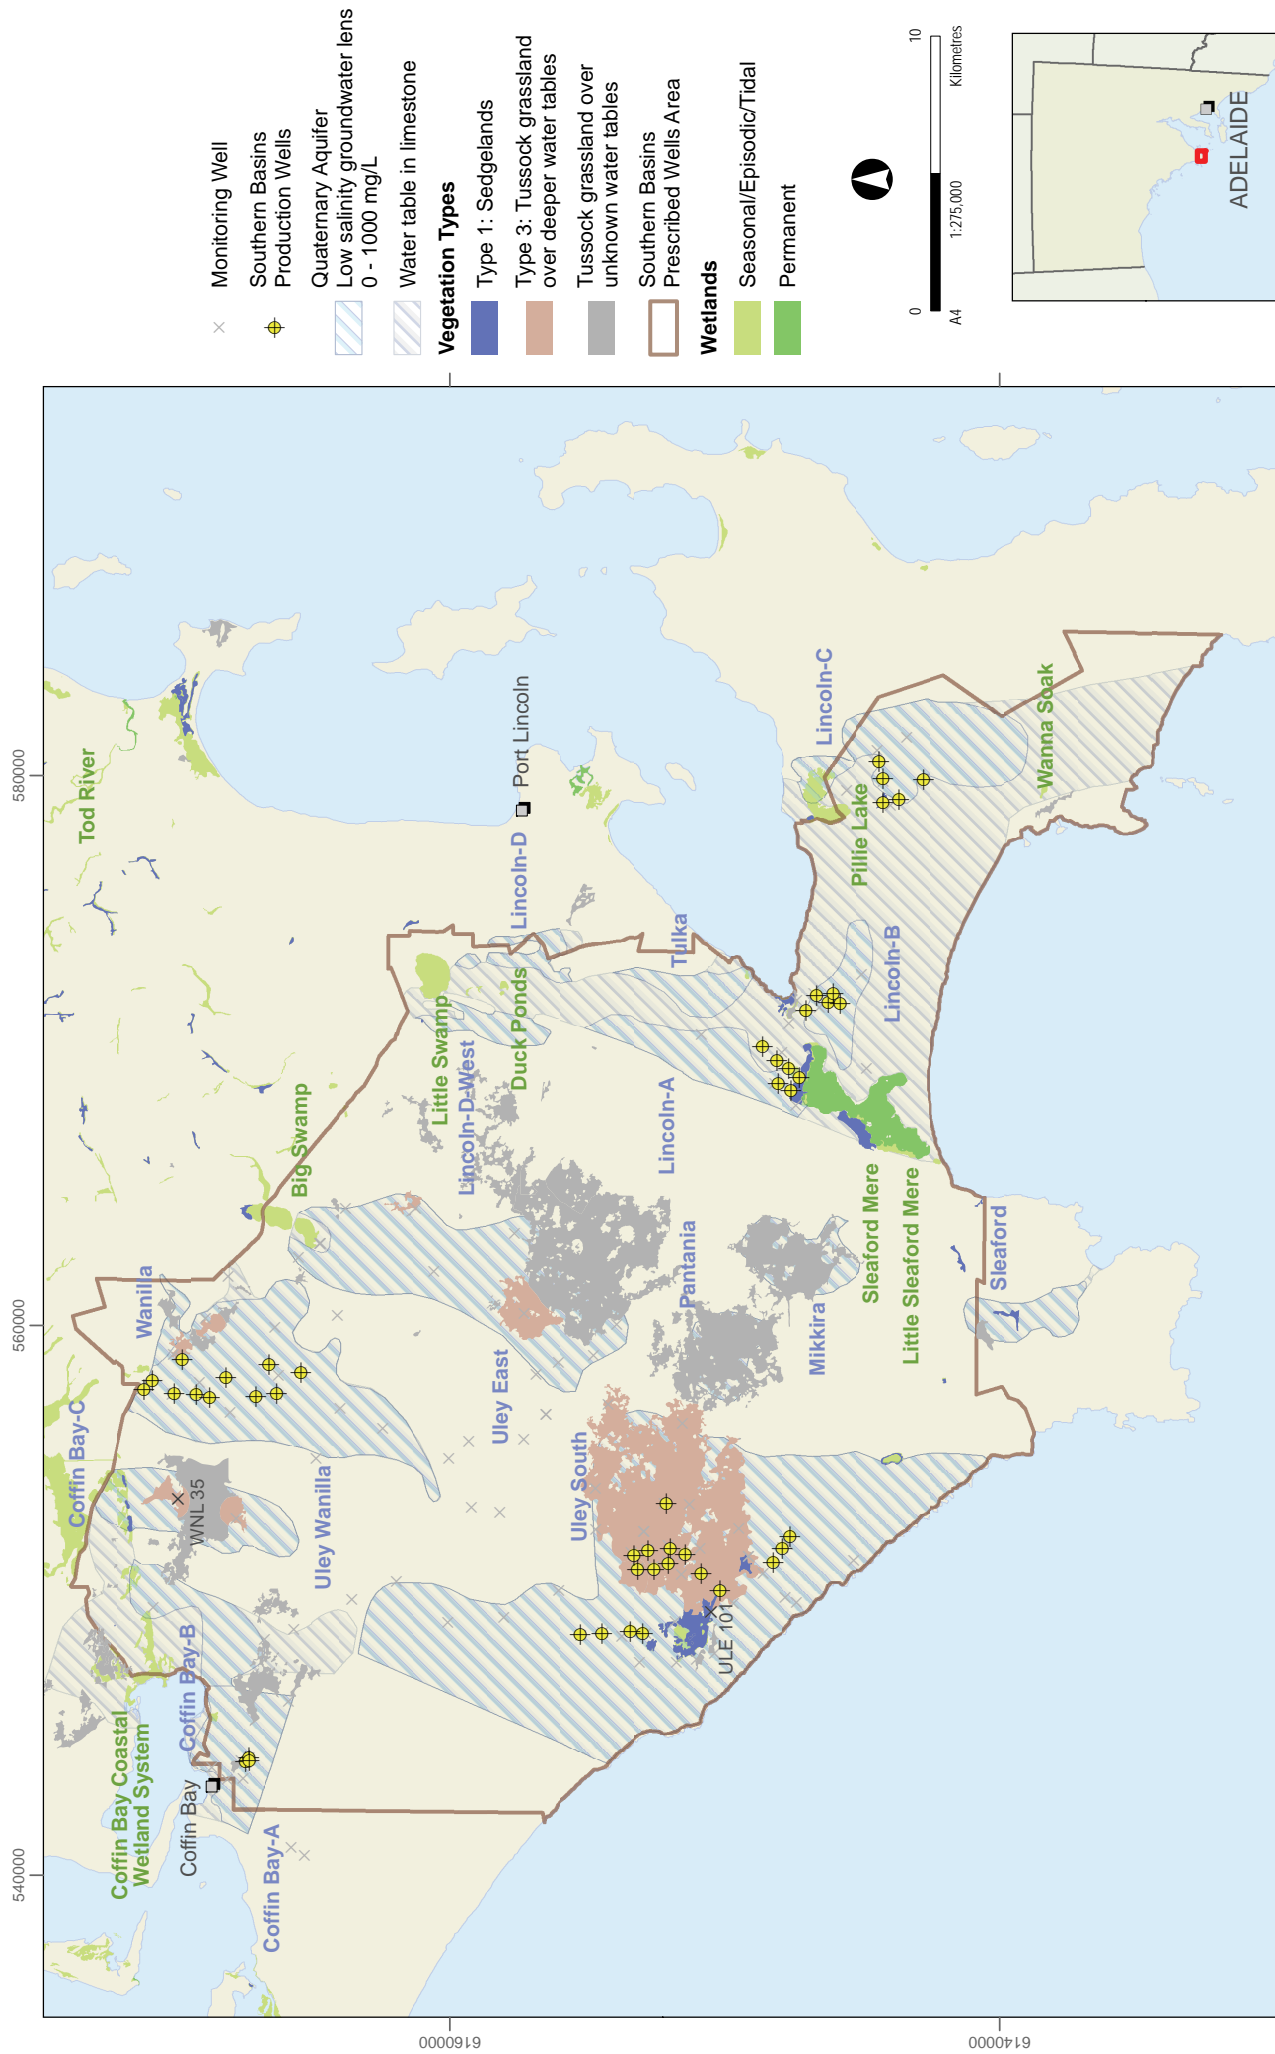 Monitoring Well
Southern Basins
Production Wells
Quaternary Aquifer
Low salinity groundwater lens
0 - 1000 mg/L
Water table in limestone
Vegetation Types
Type 1: Sedgelands
Type 3: Tussock grassland
over deeper water tables
Tussock grassland over
unknown water tables
Southern Basins
Prescribed Wells Area
Wetlands
Seasonal/Episodic/Tidal
Permanent
0
10
A4
1:275,000
Kilometres
ADELAIDE
540000
560000
580000
6160000
6140000
Tod River
Port Lincoln
Lincoln-D
Lincoln-C
Pillie Lake
Wanna Soak
Tulka
Lincoln-B
Little Swamp
Duck Ponds
Lincoln-D-West
Big Swamp
Lincoln-A
Sleaford Mere
Little Sleaford Mere
Sleaford
Pantania
Mikkira
Wanilla
Uley East
Coffin Bay-C
WNL 35
Uley Wanilla
Uley South
ULE 101
Coffin Bay-B
Coffin Bay Coastal
Wetland System
Coffin Bay
Coffin Bay-A